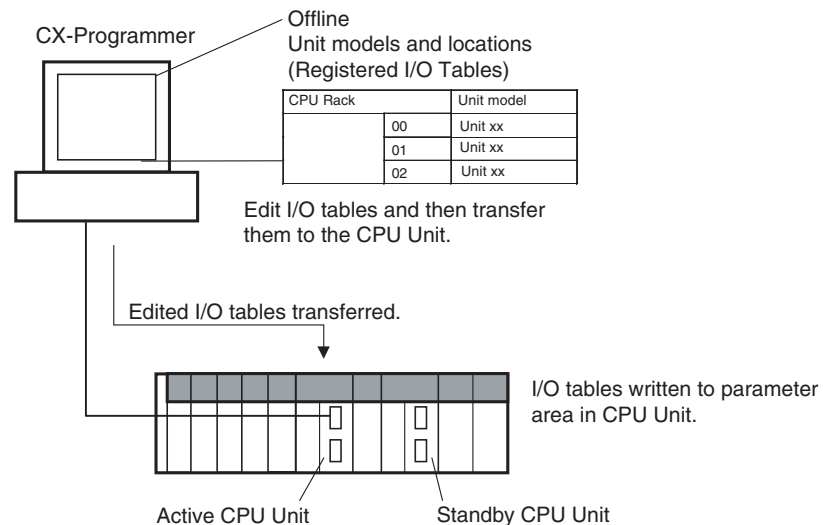 Offline
CX-Programmer
Unit models and locations
(Registered I/O Tables)
CPU Rack Unit model
00 Unit xx
01 Unit xx
02 Unit xx
Edit I/O tables and then transfer
them to the CPU Unit.
Edited I/O tables transferred.
I/O tables written to parameter
area in CPU Unit.
Active CPU Unit
Standby CPU Unit